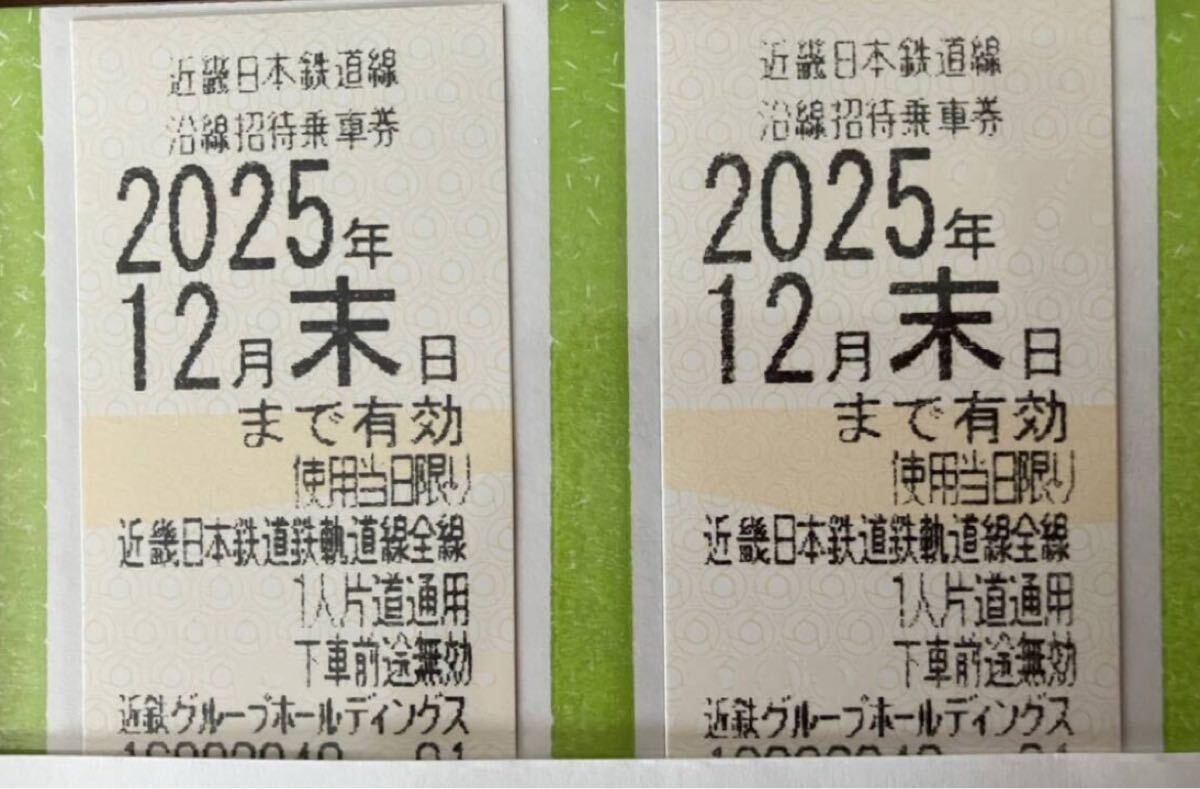 近畿日本鉄道線
沿線招待乗車券
2025年
12月末日
まで有効
使用当日限り
近畿日本鉄道鉄軌道線全線
1人片道通用
下車前途無効
近鉄グループホールディングス
近畿日本鉄道線
沿線招待乗車券
2025年
12月末日
まで有効
使用当日限り
近畿日本鉄道鉄軌道線全線
1人片道通用
下車前途無効
近鉄グループホールディングス